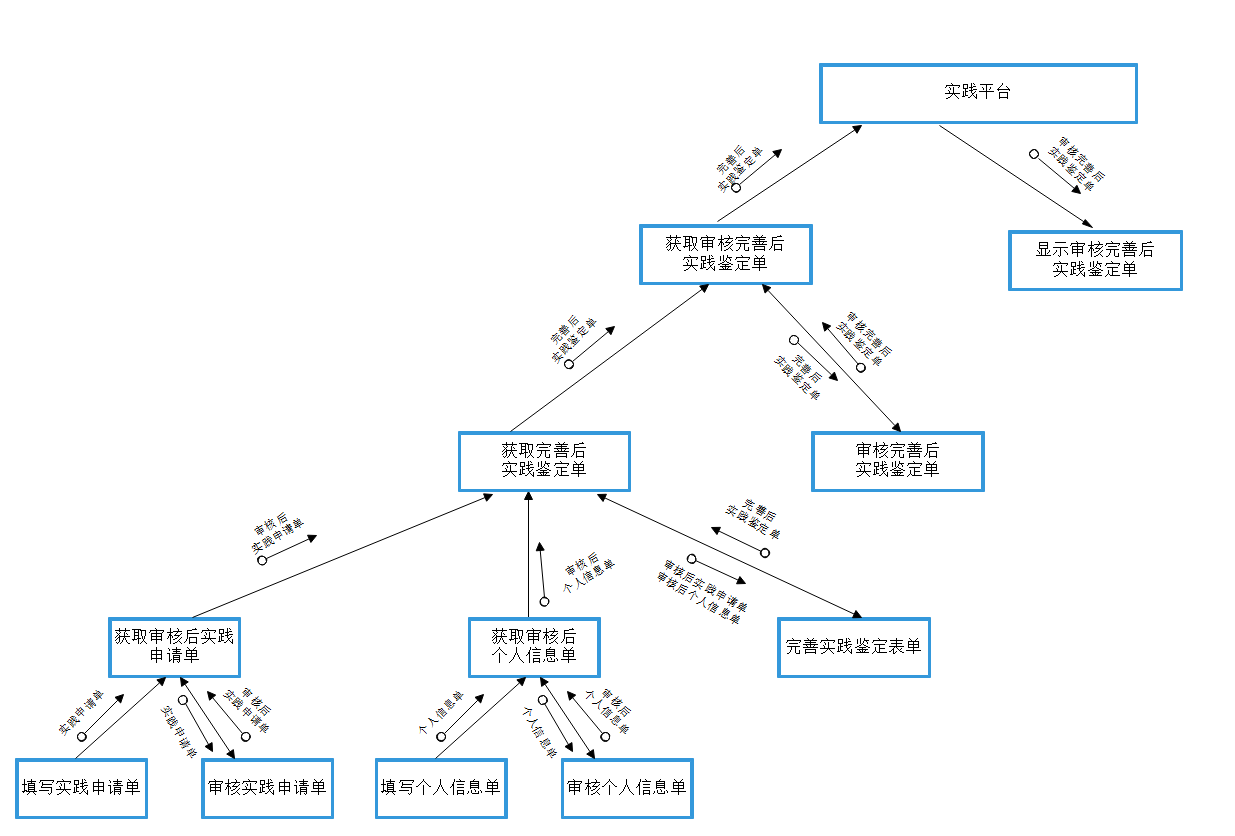 实践平台
完善后
实践鉴定单
审核完善后
实践鉴定单
获取审核完善后
实践鉴定单
显示审核完善后
实践鉴定单
完善后
实践鉴定单
审核完善后
实践鉴定单
完善后
实践鉴定单
获取完善后
实践鉴定单
审核完善后
实践鉴定单
审核后
实践申请单
审核后
个人信息单
完善后
实践鉴定单
审核后实践申请单
审核后个人信息单
获取审核后实践
申请单
获取审核后
个人信息单
完善实践鉴定表单
实践申请单
实践申请单
审核后
实践申请单
个人信息单
个人信息单
审核后
个人信息单
填写实践申请单
审核实践申请单
填写个人信息单
审核个人信息单